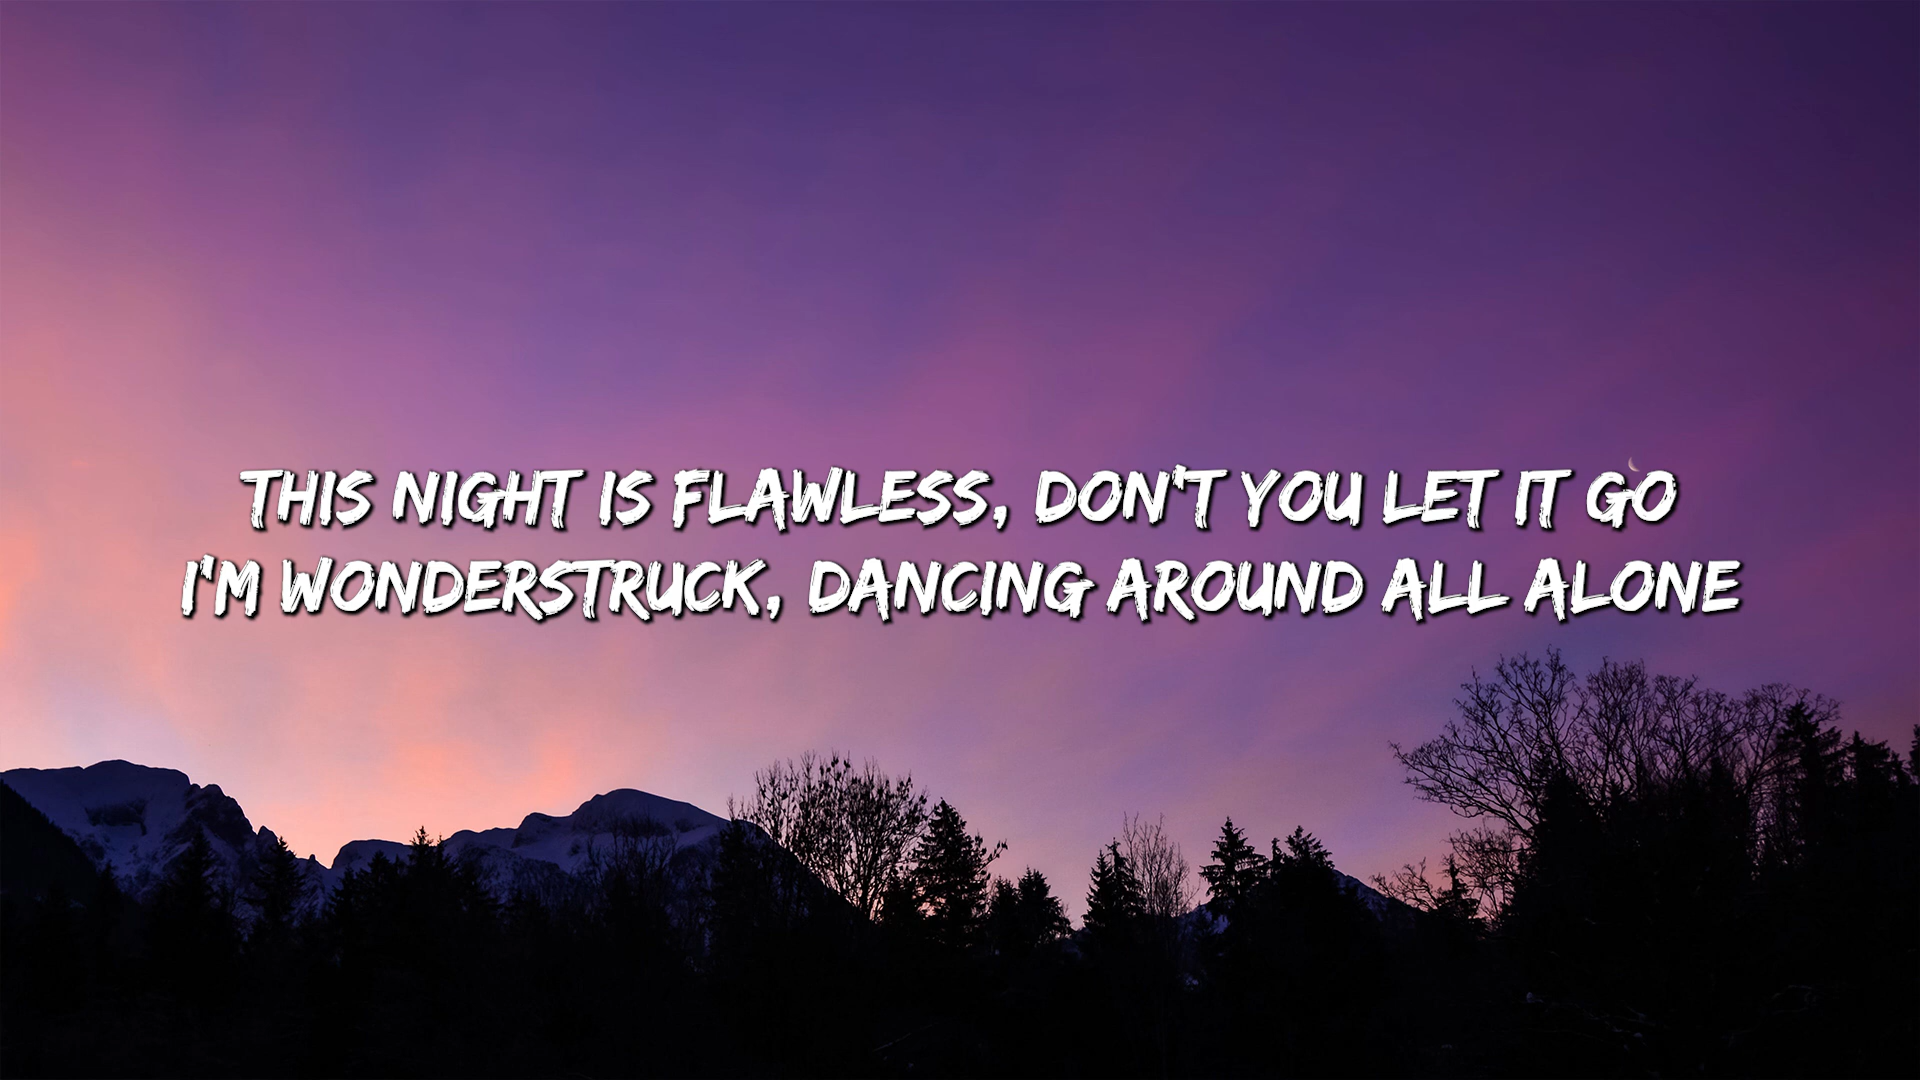 THIS NIGHT IS FLAWLESS, DON'T YOU LET IT GO
I'M WONDERSTRUCK, DANCING AROUND ALL ALONE